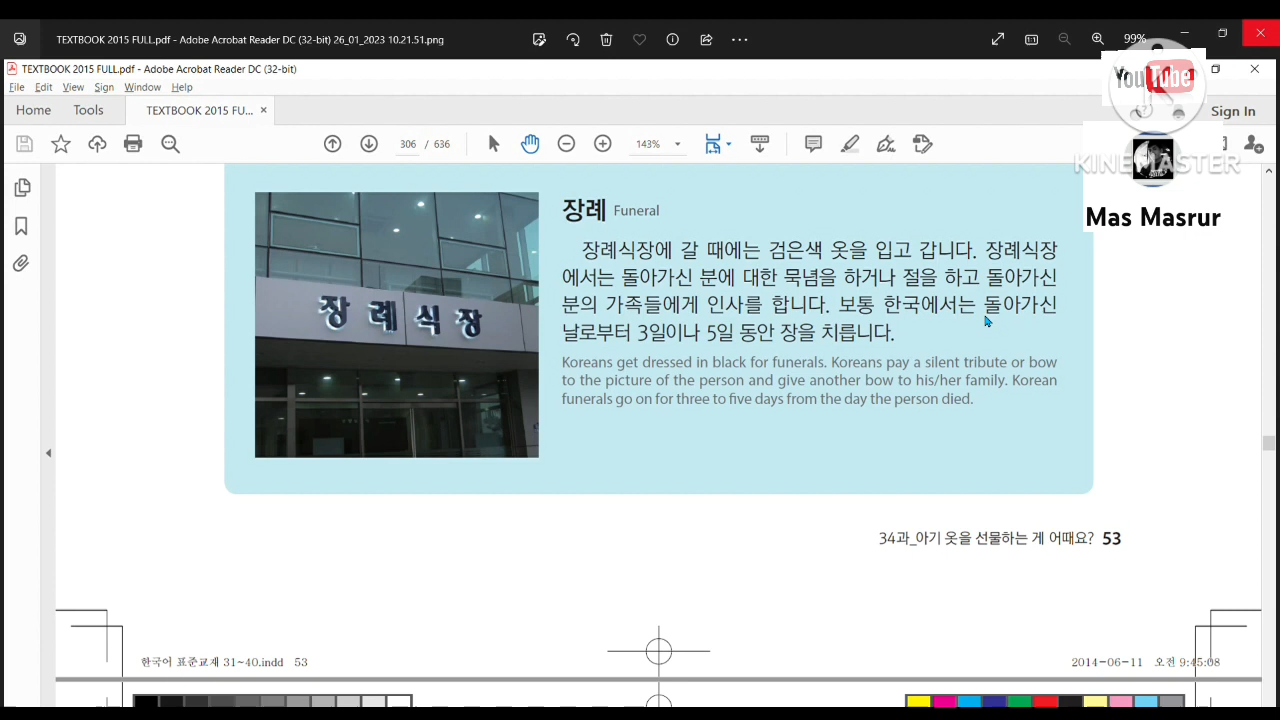 TEXTBOOK 2015 FULL.pdf - Adobe Acrobat Reader DC (32-bit) 26_01_2023 10.21.51.png
99%
TEXTBOOK 2015 FULL.pdf - Adobe Acrobat Reader DC (32-bit)
File Edit View Sign Window Help
YouTube
Home Tools TEXTBOOK 2015 FU... Sign In
306 / 636 143%
KINEMASTER
Mas Masrur
장례식장
장례 Funeral
장례식장에 갈 때에는 검은색 옷을 입고 갑니다. 장례식장
에서는 돌아가신 분에 대한 묵념을 하거나 절을 하고 돌아가신
분의 가족들에게 인사를 합니다. 보통 한국에서는 돌아가신
날로부터 3일이나 5일 동안 장을 치릅니다.
Koreans get dressed in black for funerals. Koreans pay a silent tribute or bow
to the picture of the person and give another bow to his/her family. Korean
funerals go on for three to five days from the day the person died.
34과_아기 옷을 선물하는 게 어때요? 53
한국어 표준교재 31~40.indd 53
2014-06-11 오전 9:45:08